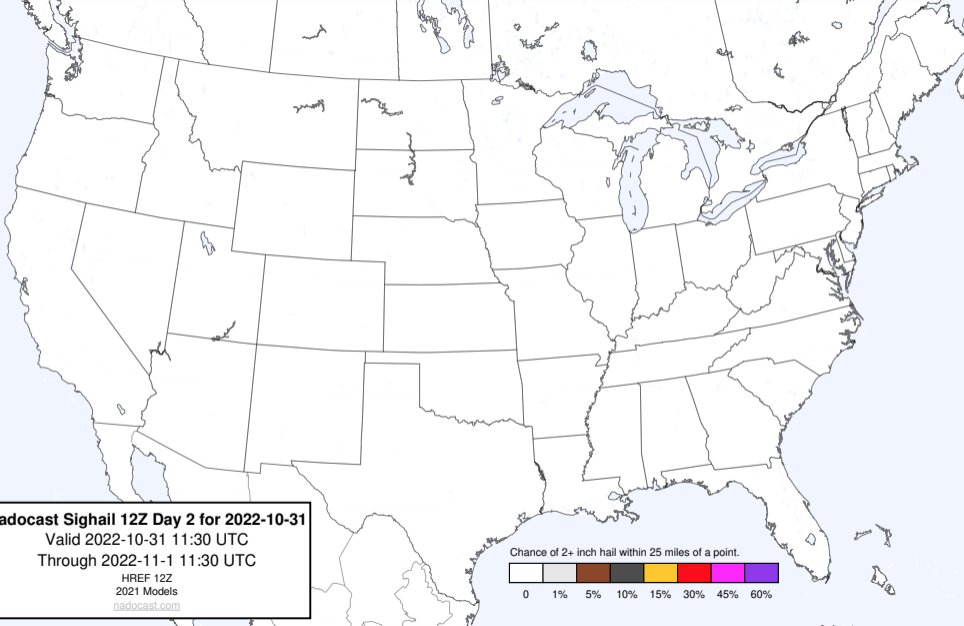 adocast Sighail 12Z Day 2 for 2022-10-31
Valid 2022-10-31 11:30 UTC
Through 2022-11-1 11:30 UTC
HREF 12Z
2021 Models
nadocast.com
Chance of 2+ inch hail within 25 miles of a point.
0 1% 5% 10% 15% 30% 45% 60%